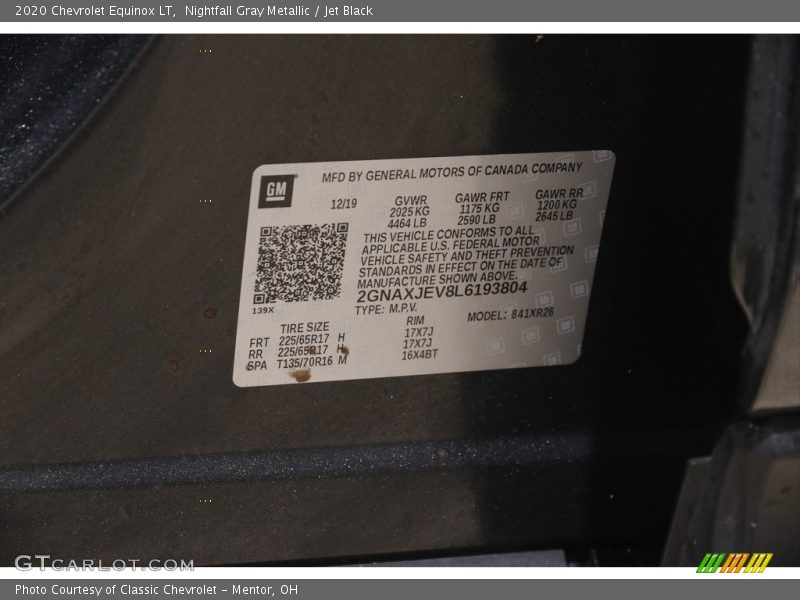 2020 Chevrolet Equinox LT, Nightfall Gray Metallic / Jet Black
GM
MFD BY GENERAL MOTORS OF CANADA COMPANY
12/19
GVWR GAWR FRT GAWR RR
2025 KG 1175 KG 1200 KG
4464 LB 2590 LB 2645 LB
THIS VEHICLE CONFORMS TO ALL
APPLICABLE U.S. FEDERAL MOTOR
VEHICLE SAFETY AND THEFT PREVENTION
STANDARDS IN EFFECT ON THE DATE OF
MANUFACTURE SHOWN ABOVE.
2GNAXJEV8L6193804
139X
TYPE: M.P.V. MODEL: 841XR26
TIRE SIZE RIM
FRT 225/65R17 H 17X7J
RR 225/65R17 H 17X7J
SPA T135/70R16 M 16X4BT
GTCARLOT.COM
Photo Courtesy of Classic Chevrolet - Mentor, OH